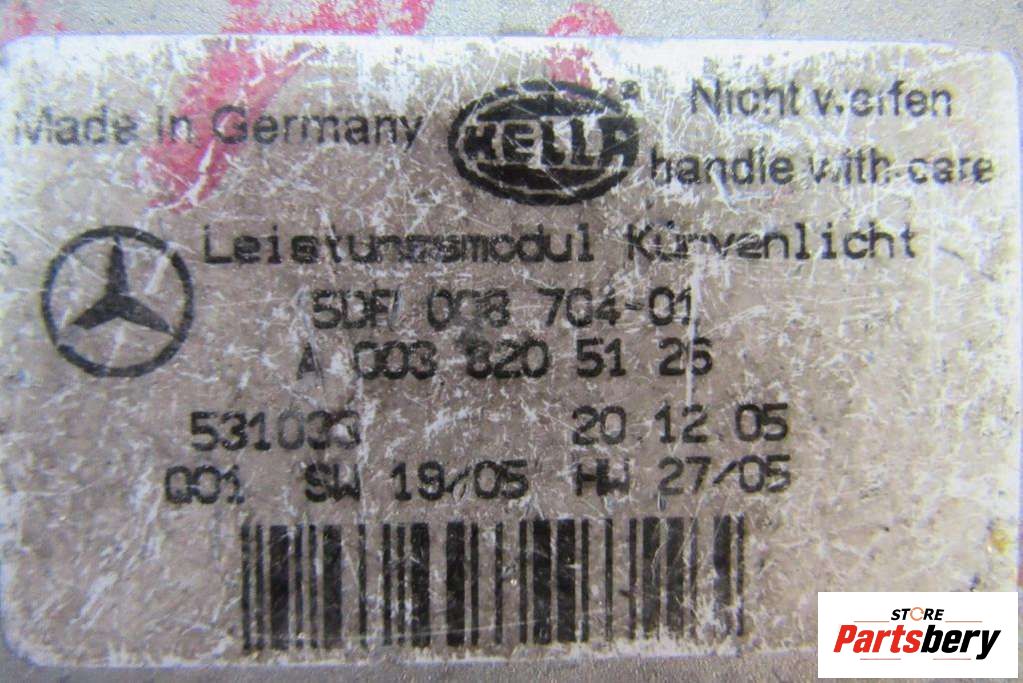 Made in Germany
HELLA
Nicht werfen
handle with care
Leistungsmodul Kurvenlicht
5DF 008 704-01
A 003 820 51 26
531033
20.12.05
001 SW 19/05 HW 27/05
STORE
Partsbery